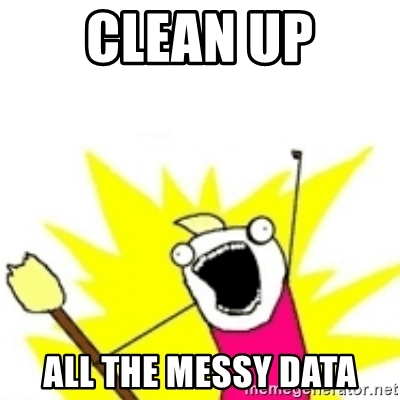 CLEAN UP
ALL THE MESSY DATA
memegenerator.net